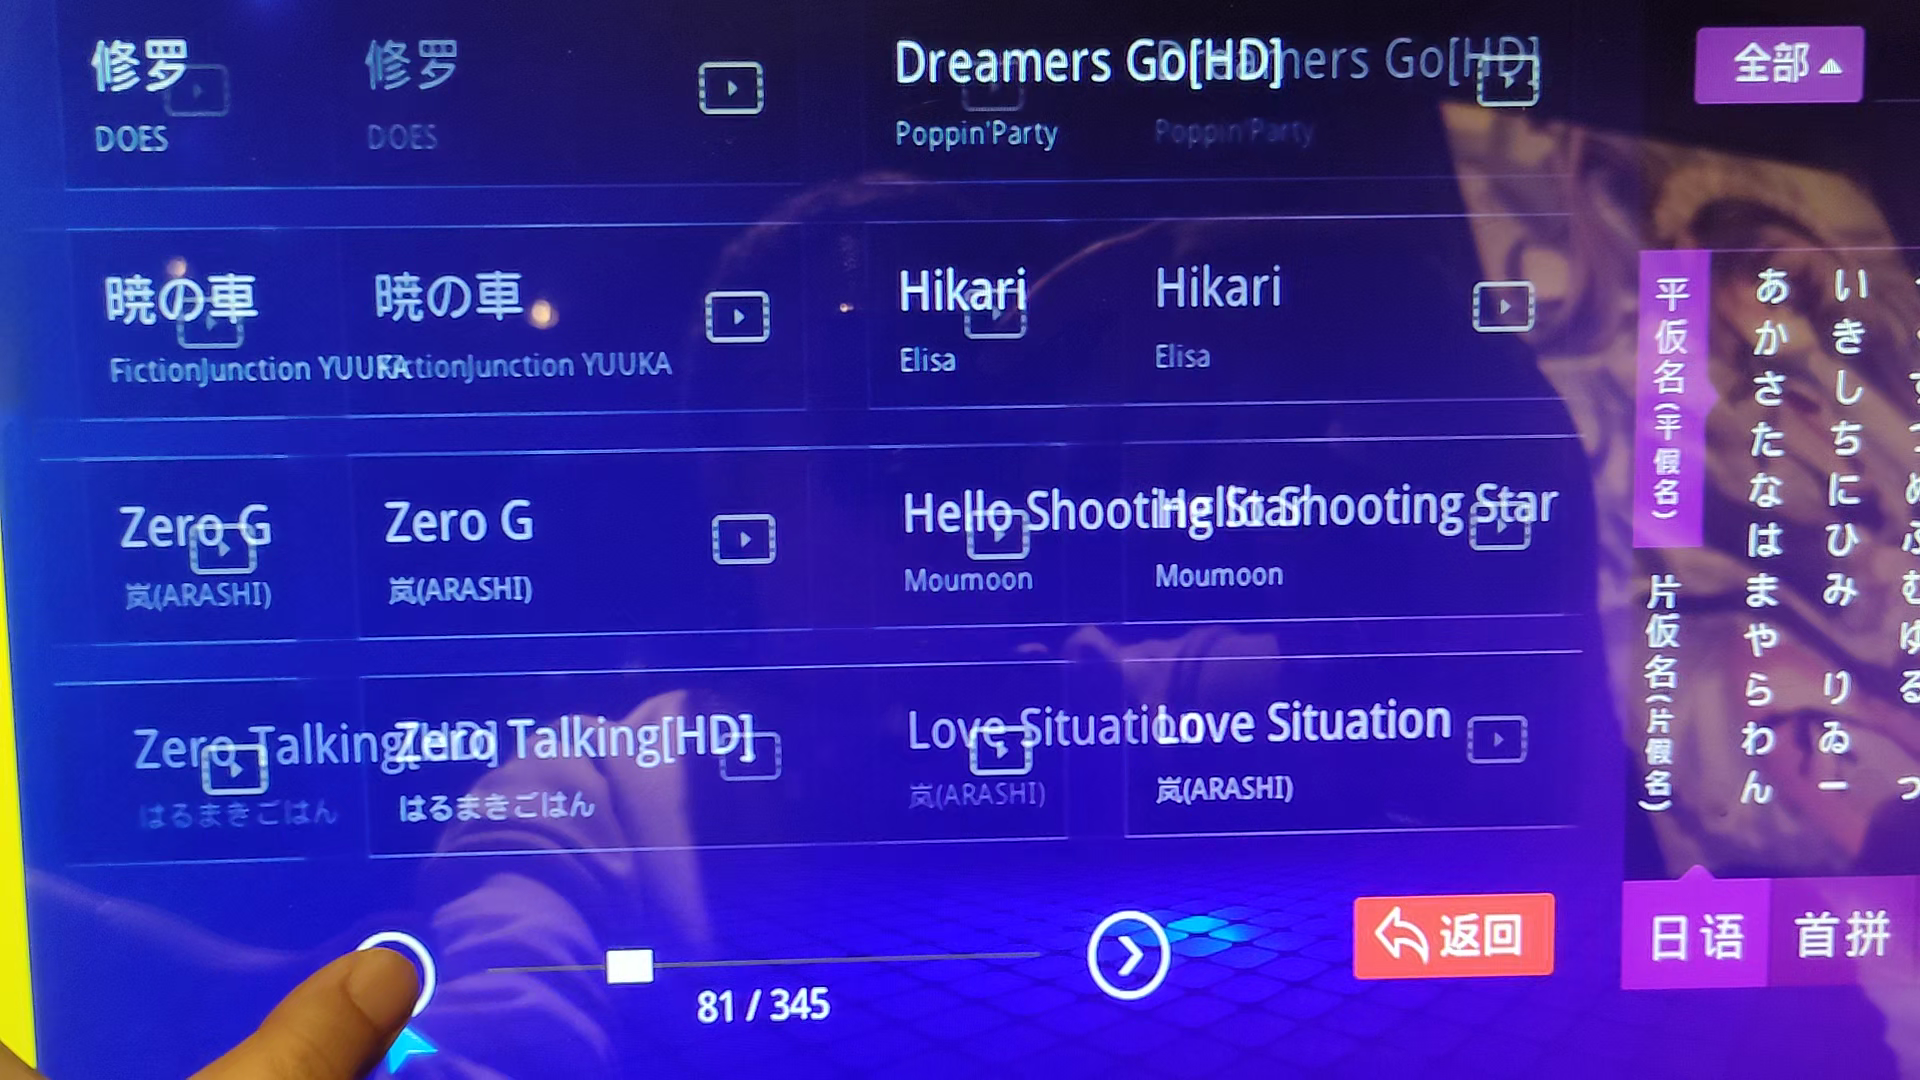 修罗
DOES
Dreamers Go[HD]
Poppin'Party
暁の車
FictionJunction YUUKA
Hikari
Elisa
Zero G
岚(ARASHI)
Hello Shooting Star
Moumoon
Zero Talking[HD]
はるまきごはん
Love Situation
岚(ARASHI)
修罗
DOES
Dreamers Go[HD]
Poppin'Party
暁の車
FictionJunction YUUKA
Hikari
Elisa
Zero G
岚(ARASHI)
Hello Shooting Star
Moumoon
Zero Talking[HD]
はるまきごはん
Love Situation
岚(ARASHI)
81 / 345
返回
全部
平仮名(平假名)
片仮名(片假名)
あかさたなはまやらわん
いきしちにひみ りゐー
日语
首拼